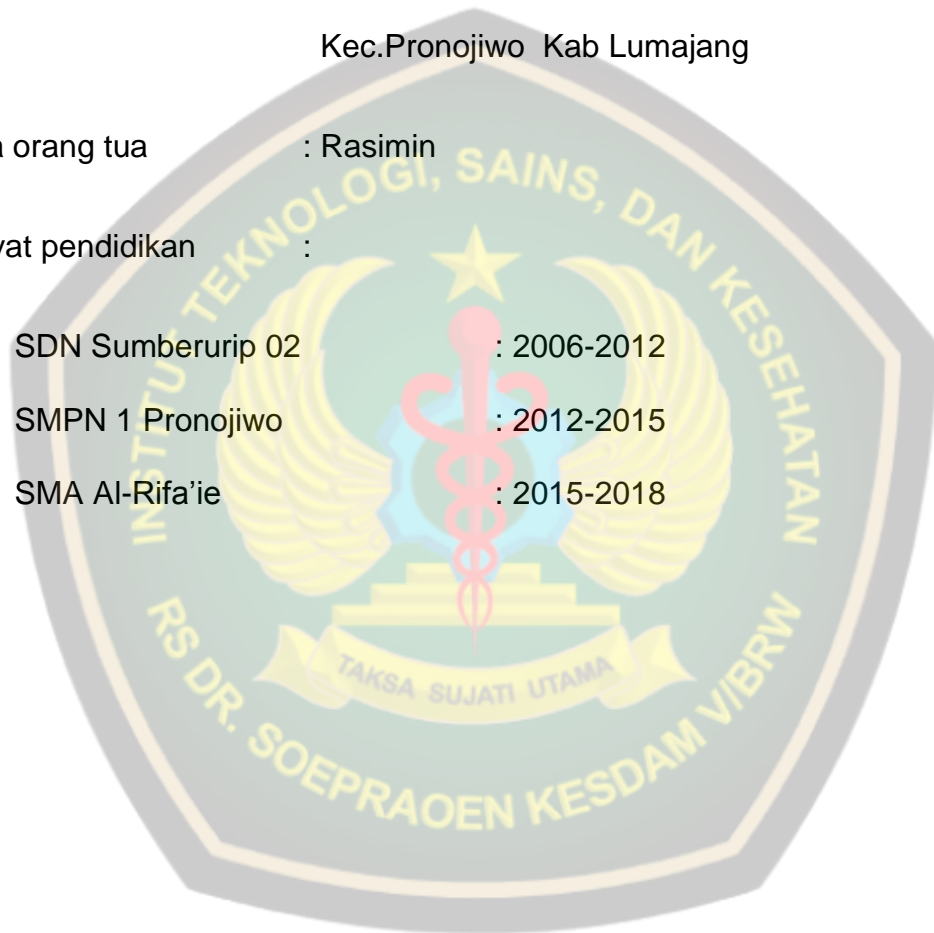 Kec.Pronojiwo Kab Lumajang
a orang tua : Rasimin
yat pendidikan :
SDN Sumberurip 02 : 2006-2012
SMPN 1 Pronojiwo : 2012-2015
SMA Al-Rifa’ie : 2015-2018
INSTITUT TEKNOLOGI, SAINS, DAN KESEHATAN
TAKSA SUJATI UTAMA
RS DR. SOEPRAOEN KESDAM V/BRW